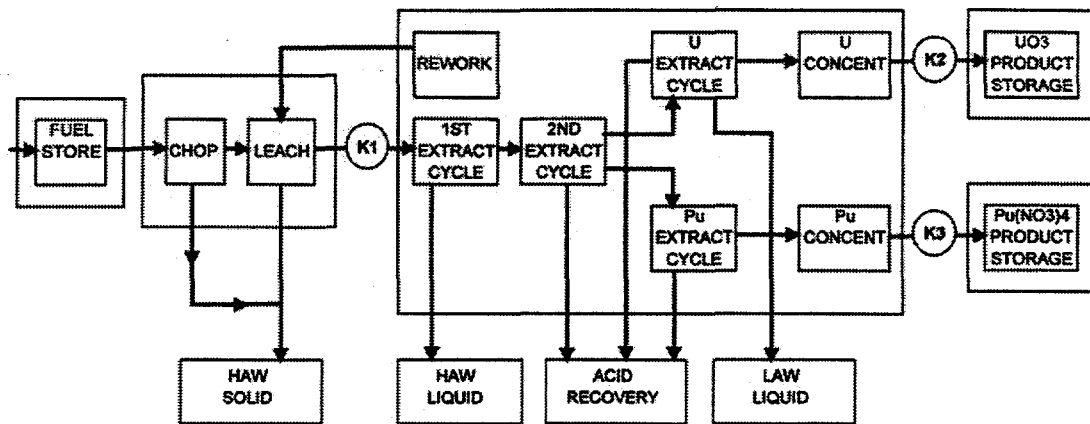 REWORK
U
EXTRACT
CYCLE
U
CONCENT
K2
UO3
PRODUCT
STORAGE
FUEL
STORE
CHOP
LEACH
K1
1ST
EXTRACT
CYCLE
2ND
EXTRACT
CYCLE
Pu
EXTRACT
CYCLE
Pu
CONCENT
K3
Pu(NO3)4
PRODUCT
STORAGE
HAW
SOLID
HAW
LIQUID
ACID
RECOVERY
LAW
LIQUID